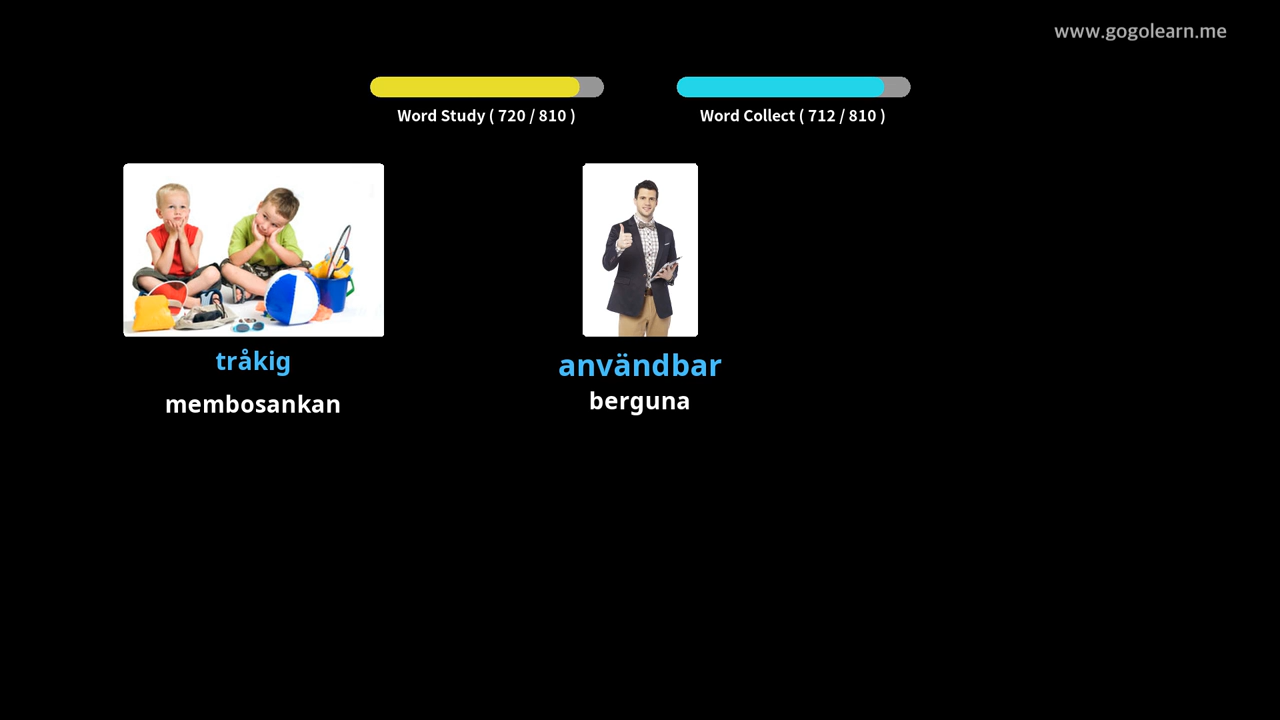 www.gogolearn.me
Word Study ( 720 / 810 )
Word Collect ( 712 / 810 )
tråkig
membosankan
användbar
berguna